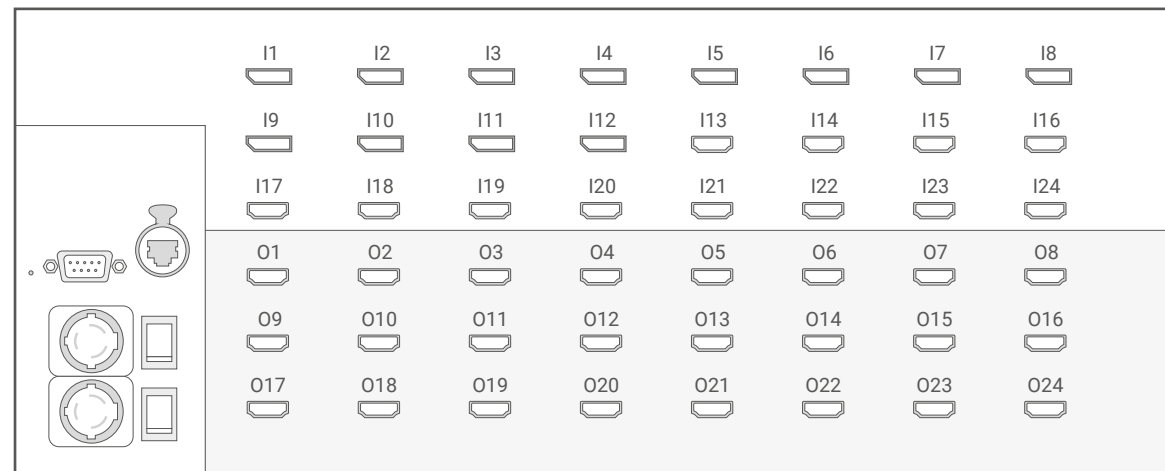 I1 I2 I3 I4 I5 I6 I7 I8
I9 I10 I11 I12 I13 I14 I15 I16
I17 I18 I19 I20 I21 I22 I23 I24
O1 O2 O3 O4 O5 O6 O7 O8
O9 O10 O11 O12 O13 O14 O15 O16
O17 O18 O19 O20 O21 O22 O23 O24